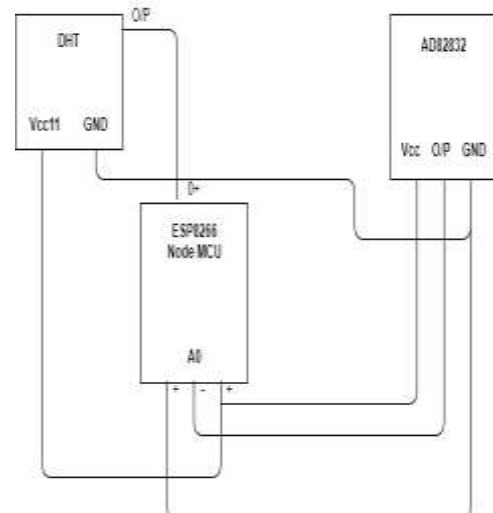 O/P
DHT
Vcc11 GND
AD82832
Vcc O/P GND
D+
ESP8266
Node MCU
A0
+ - +